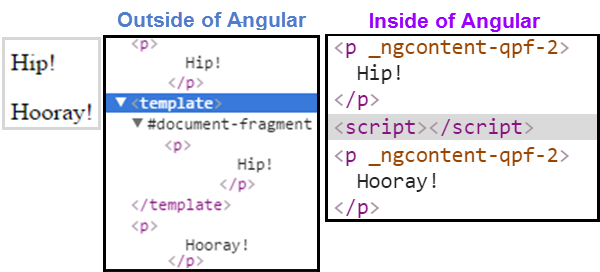 Outside of Angular
Inside of Angular
Hip!
Hooray!
<p>
Hip!
</p>
▼ <template>
▼ #document-fragment
<p>
Hip!
</p>
</template>
<p>
Hooray!
</p>
<p _ngcontent-qpf-2>
Hip!
</p>
<script></script>
<p _ngcontent-qpf-2>
Hooray!
</p>